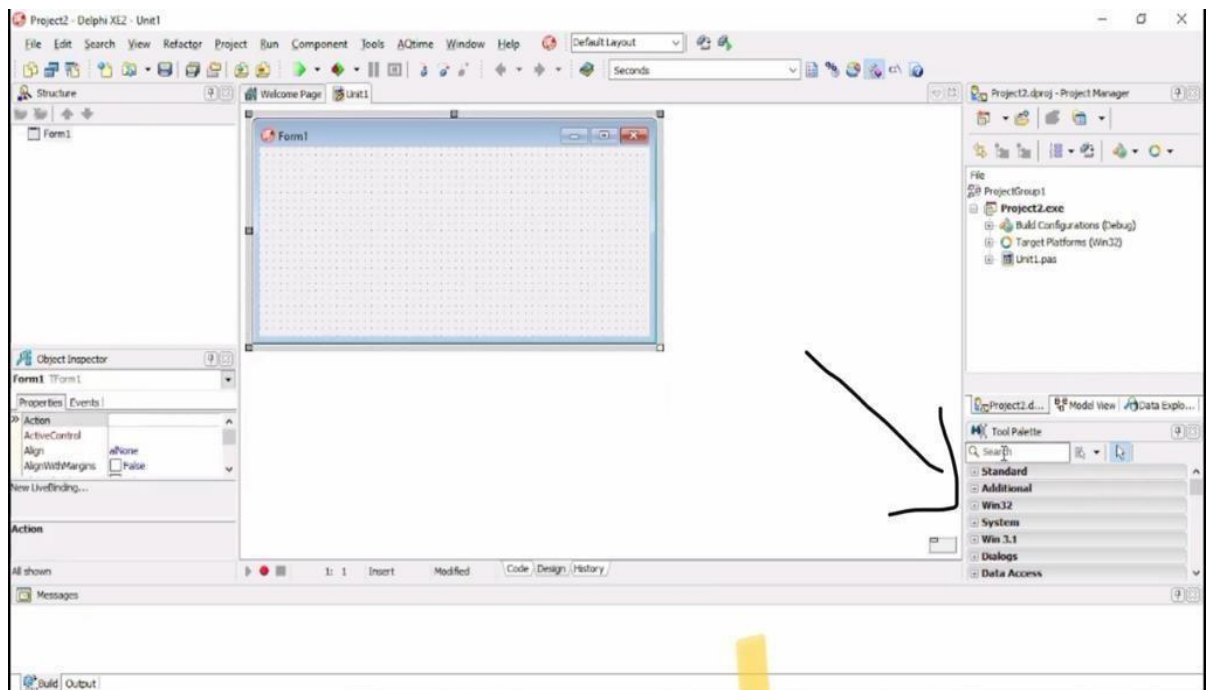 Project2 - Delphi XE2 - Unit1
File Edit Search View Refactor Project Run Component Tools AQtime Window Help Default Layout
Seconds
Structure
Form1
Welcome Page Unit1
Form1
Object Inspector
Form1 TForm1
Properties Events
Action
ActiveControl
Align alNone
AlignWithMargins False
New LiveBinding...
Action
All shown
1: 1 Insert Modified Code Design History
Project2.dproj - Project Manager
File
ProjectGroup1
Project2.exe
Build Configurations (Debug)
Target Platforms (Win32)
Unit1.pas
Project2.d... Model View Data Explo...
Tool Palette
Search
Standard
Additional
Win32
System
Win 3.1
Dialogs
Data Access
Messages
Build Output